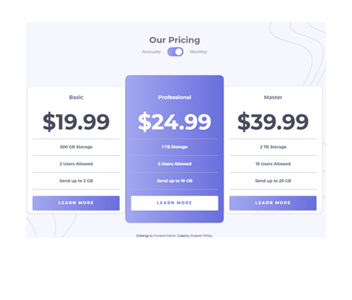 Our Pricing
Annually Monthly
Basic
$19.99
500 GB Storage
2 Users Allowed
Send up to 3 GB
LEARN MORE
Professional
$24.99
1 TB Storage
5 Users Allowed
Send up to 10 GB
LEARN MORE
Master
$39.99
2 TB Storage
10 Users Allowed
Send up to 20 GB
LEARN MORE
Challenge by Frontend Mentor. Coded by